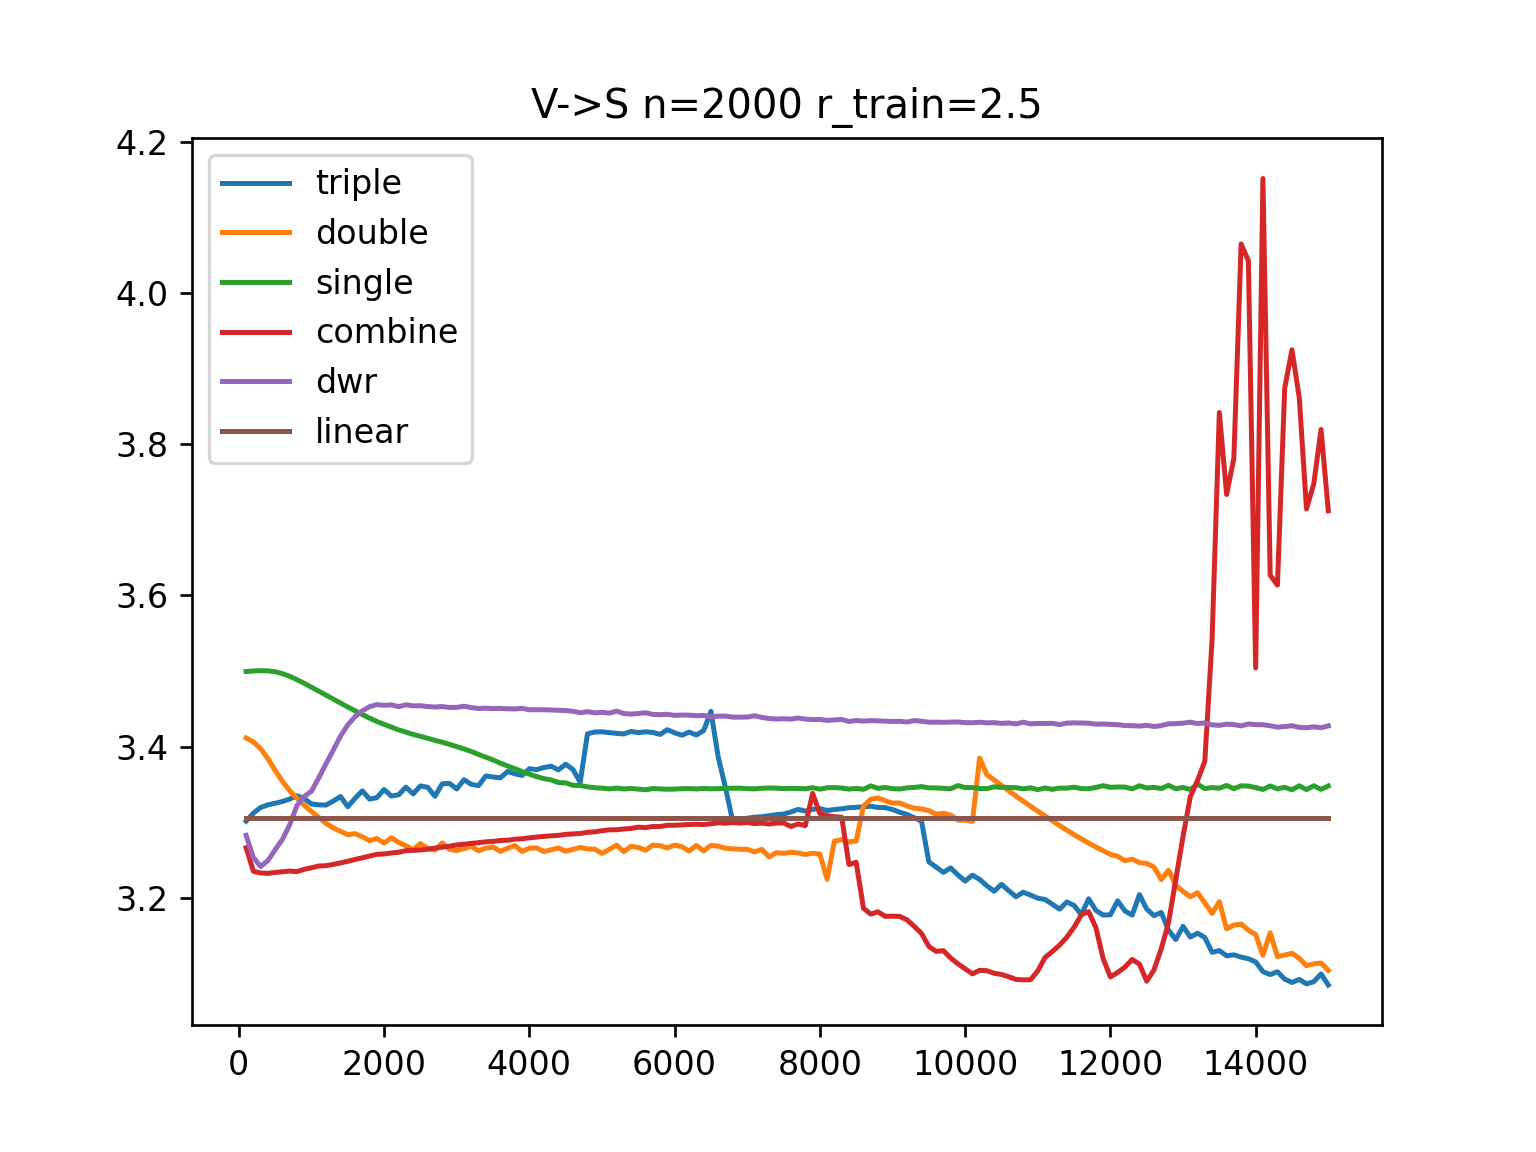 V->S n=2000 r_train=2.5
4.2
4.0
3.8
3.6
3.4
3.2
triple
double
single
combine
dwr
linear
0 2000 4000 6000 8000 10000 12000 14000